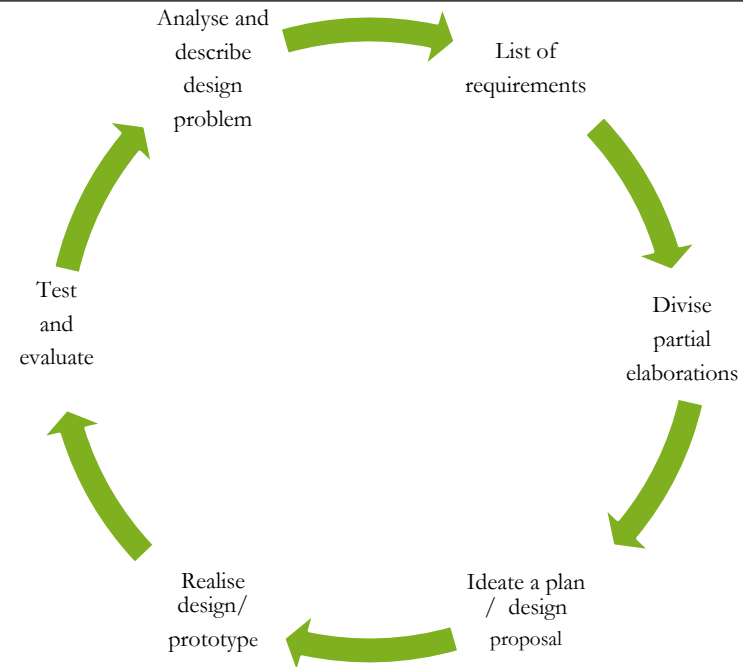 Analyse and
describe
design
problem
List of
requirements
Divise
partial
elaborations
Ideate a plan
/ design
proposal
Realise
design/
prototype
Test
and
evaluate